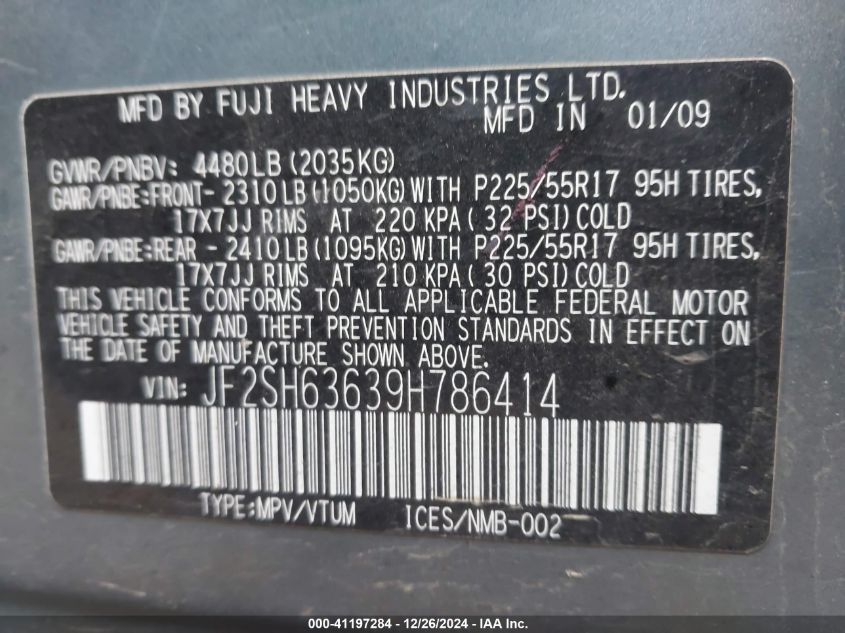 MFD BY FUJI HEAVY INDUSTRIES LTD.
MFD IN 01/09
GVWR/PNBV: 4480LB (2035KG)
GAWR/PNBE:FRONT- 2310LB(1050KG)WITH P225/55R17 95H TIRES,
17X7JJ RIMS AT 220 KPA( 32 PSI)COLD
GAWR/PNBE:REAR - 2410LB(1095KG)WITH P225/55R17 95H TIRES,
17X7JJ RIMS AT 210 KPA( 30 PSI)COLD
THIS VEHICLE CONFORMS TO ALL APPLICABLE FEDERAL MOTOR
VEHICLE SAFETY AND THEFT PREVENTION STANDARDS IN EFFECT ON
THE DATE OF MANUFACTURE SHOWN ABOVE.
VIN: JF2SH63639H786414
TYPE:MPV/VTUM ICES/NMB-002
000-41197284 - 12/26/2024 - IAAI.COM